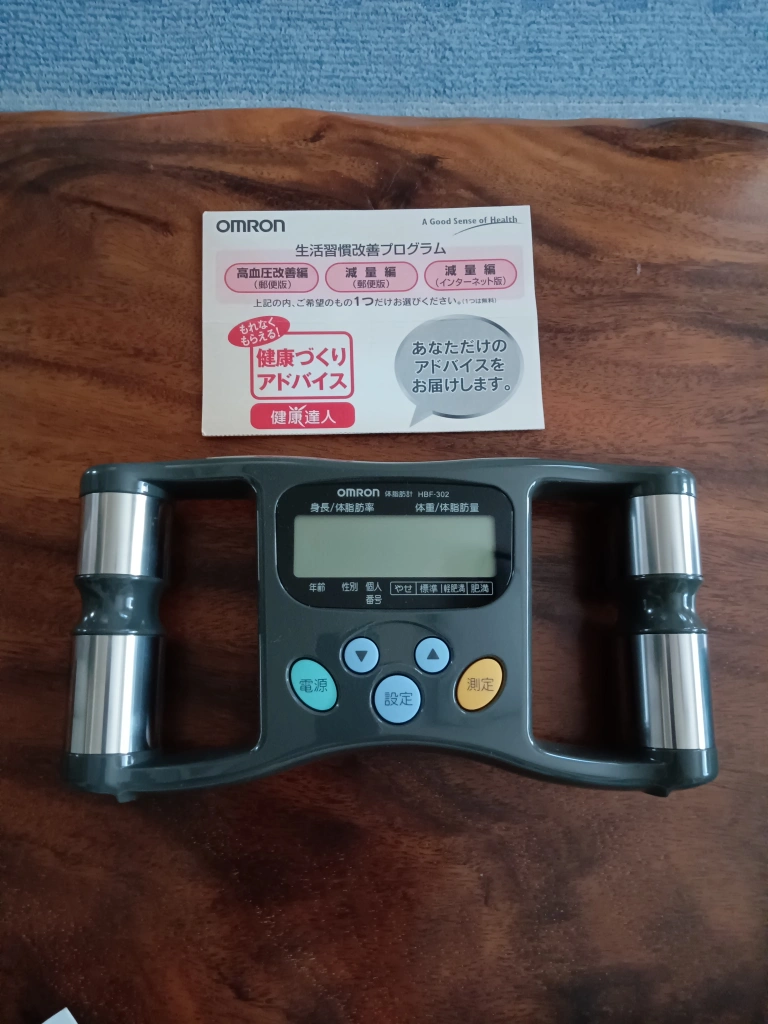 OMRON
A Good Sense of Health
生活習慣改善プログラム
高血圧改善編
(郵便版)
減量編
(郵便版)
減量編
(インターネット版)
上記の内、ご希望のもの1つだけお選びください。(1つは無料)
もれなく
もらえる!
健康づくり
アドバイス
健康達人
あなただけの
アドバイスを
お届けします。
OMRON 体脂肪計 HBF-302
身長/体脂肪率
体重/体脂肪量
年齢
性別
個人
番号
やせ 標準 軽肥満 肥満
▼
▲
電源
設定
測定